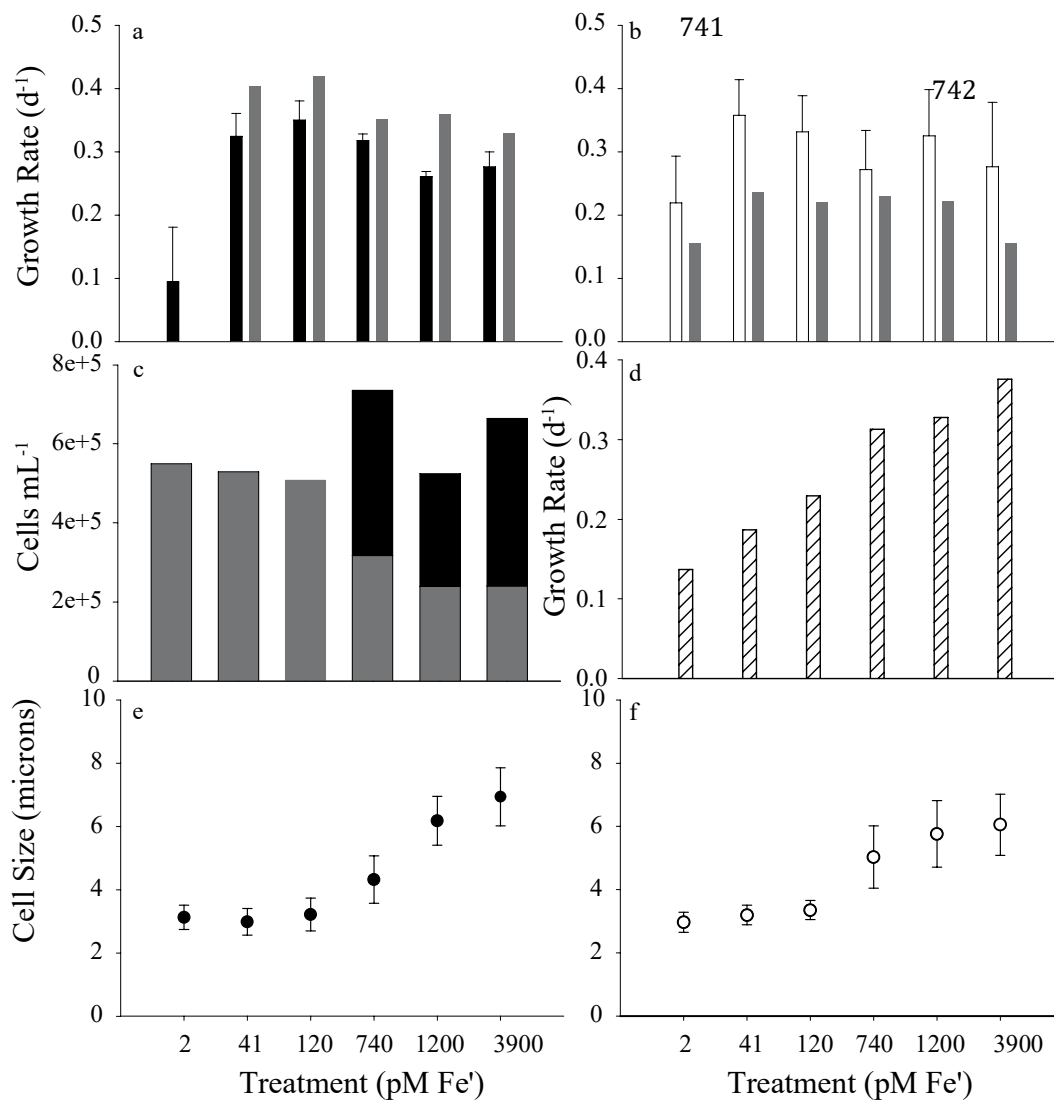 a
0.5
0.4
0.3
0.2
0.1
0.0
Growth Rate (d⁻¹)
b
741
742
0.5
0.4
0.3
0.2
0.1
0.0
c
8e+5
6e+5
4e+5
2e+5
0
Cells mL⁻¹
d
0.4
0.3
0.2
0.1
0.0
Growth Rate (d⁻¹)
e
10
8
6
4
2
0
Cell Size (microns)
2 41 120 740 1200 3900
Treatment (pM Fe')
f
10
8
6
4
2
0
2 41 120 740 1200 3900
Treatment (pM Fe')